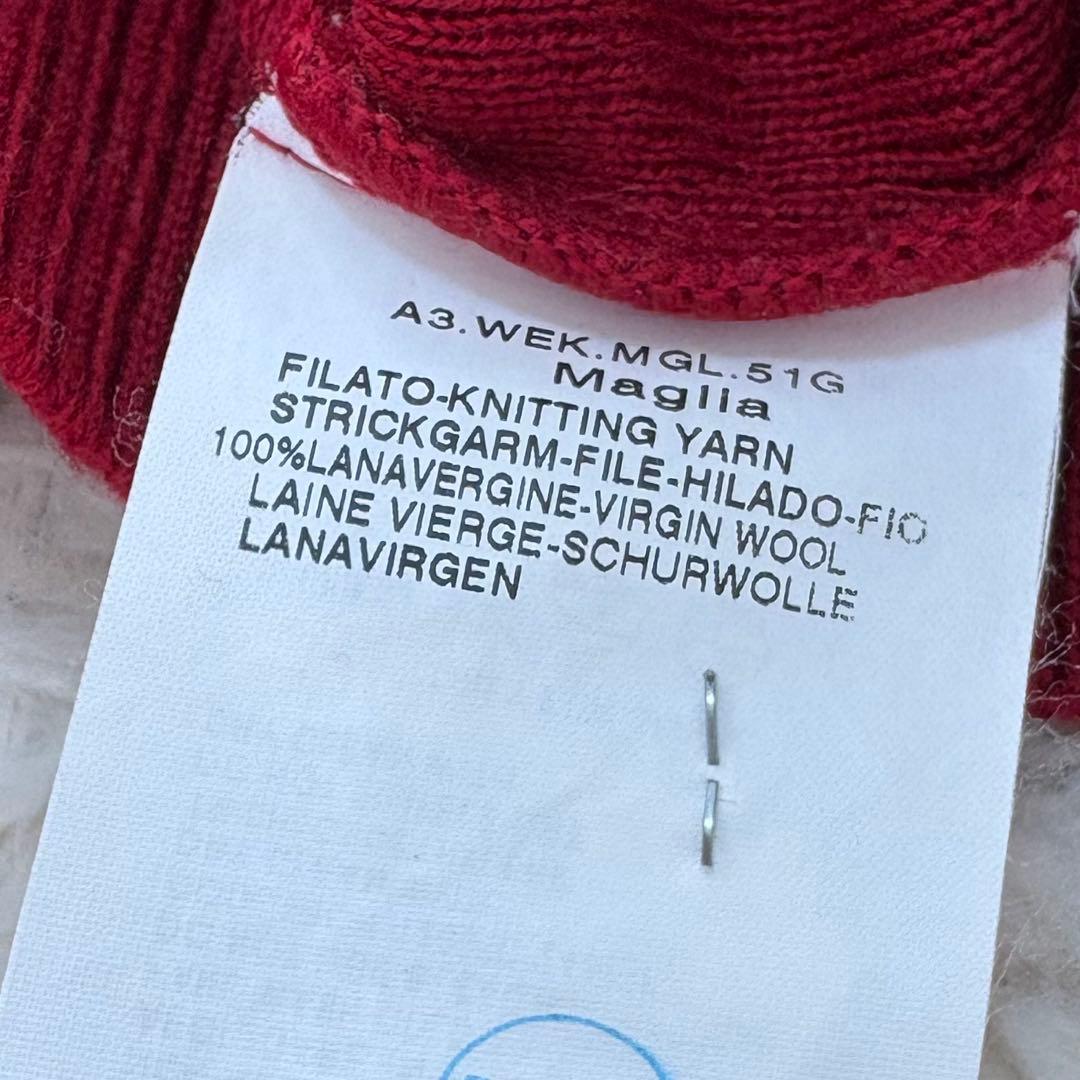 A3.WEK.MGL.51G
Maglia
FILATO-KNITTING YARN
STRICKGARM-FILE-HILADO-FIO
100%LANAVERGINE-VIRGIN WOOL
LAINE VIERGE-SCHURWOLLE
LANAVIRGEN